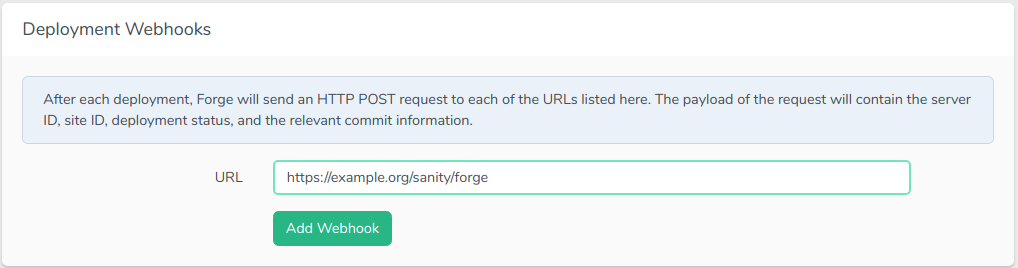 Deployment Webhooks
After each deployment, Forge will send an HTTP POST request to each of the URLs listed here. The payload of the request will contain the server
ID, site ID, deployment status, and the relevant commit information.
URL
https://example.org/sanity/forge
Add Webhook